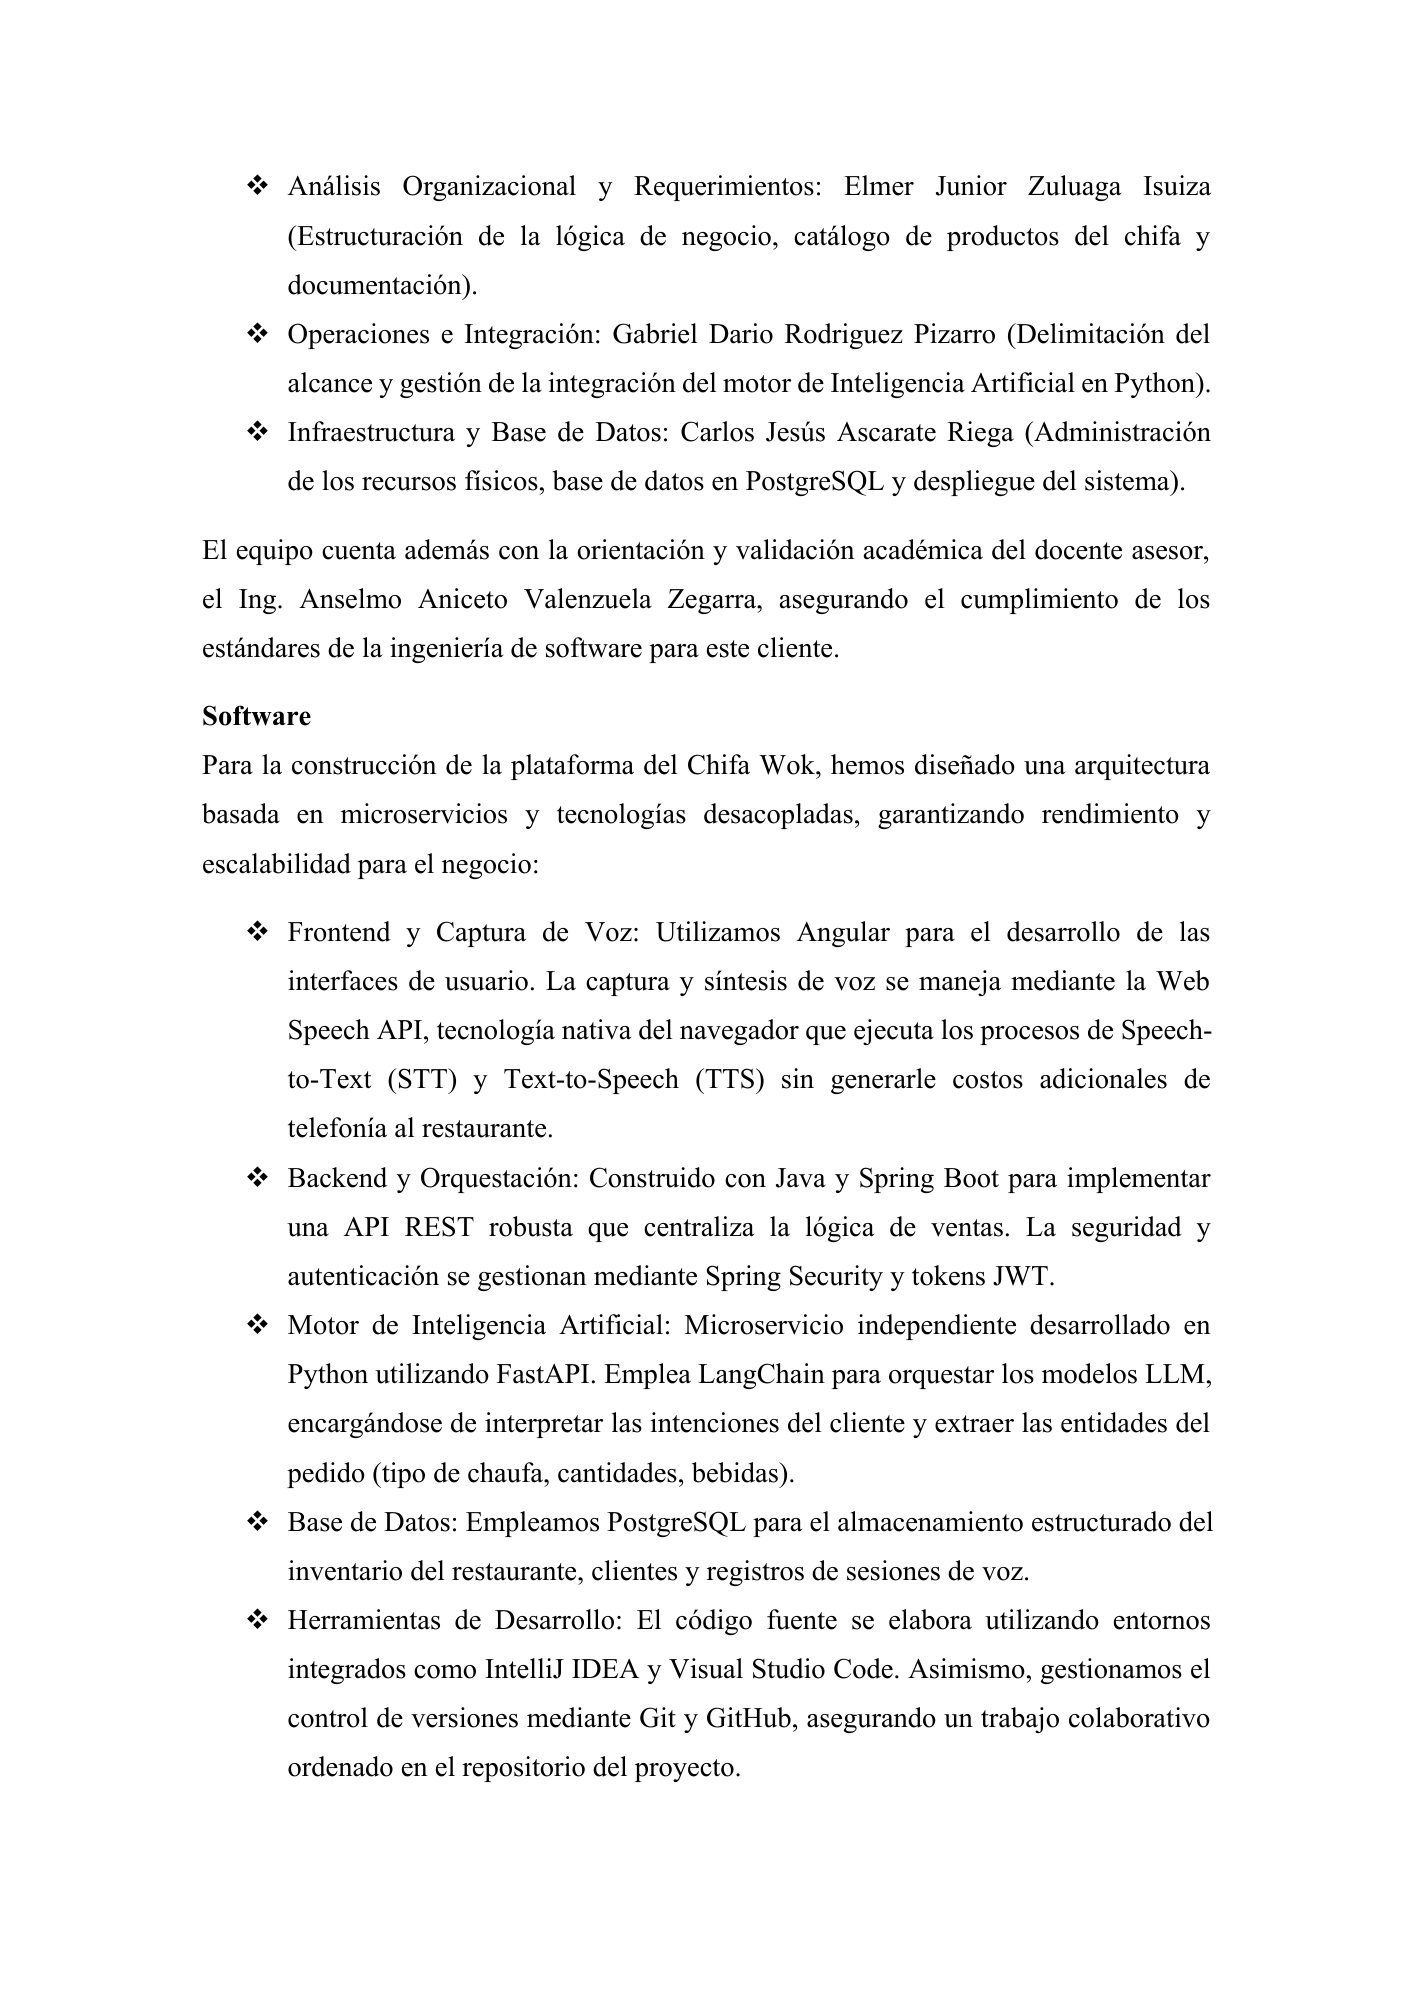 ❖ Análisis Organizacional y Requerimientos: Elmer Junior Zuluaga Isuiza
(Estructuración de la lógica de negocio, catálogo de productos del chifa y
documentación).
❖ Operaciones e Integración: Gabriel Dario Rodriguez Pizarro (Delimitación del
alcance y gestión de la integración del motor de Inteligencia Artificial en Python).
❖ Infraestructura y Base de Datos: Carlos Jesús Ascarate Riega (Administración
de los recursos físicos, base de datos en PostgreSQL y despliegue del sistema).
El equipo cuenta además con la orientación y validación académica del docente asesor,
el Ing. Anselmo Aniceto Valenzuela Zegarra, asegurando el cumplimiento de los
estándares de la ingeniería de software para este cliente.
Software
Para la construcción de la plataforma del Chifa Wok, hemos diseñado una arquitectura
basada en microservicios y tecnologías desacopladas, garantizando rendimiento y
escalabilidad para el negocio:
❖ Frontend y Captura de Voz: Utilizamos Angular para el desarrollo de las
interfaces de usuario. La captura y síntesis de voz se maneja mediante la Web
Speech API, tecnología nativa del navegador que ejecuta los procesos de Speech-
to-Text (STT) y Text-to-Speech (TTS) sin generarle costos adicionales de
telefonía al restaurante.
❖ Backend y Orquestación: Construido con Java y Spring Boot para implementar
una API REST robusta que centraliza la lógica de ventas. La seguridad y
autenticación se gestionan mediante Spring Security y tokens JWT.
❖ Motor de Inteligencia Artificial: Microservicio independiente desarrollado en
Python utilizando FastAPI. Emplea LangChain para orquestar los modelos LLM,
encargándose de interpretar las intenciones del cliente y extraer las entidades del
pedido (tipo de chaufa, cantidades, bebidas).
❖ Base de Datos: Empleamos PostgreSQL para el almacenamiento estructurado del
inventario del restaurante, clientes y registros de sesiones de voz.
❖ Herramientas de Desarrollo: El código fuente se elabora utilizando entornos
integrados como IntelliJ IDEA y Visual Studio Code. Asimismo, gestionamos el
control de versiones mediante Git y GitHub, asegurando un trabajo colaborativo
ordenado en el repositorio del proyecto.